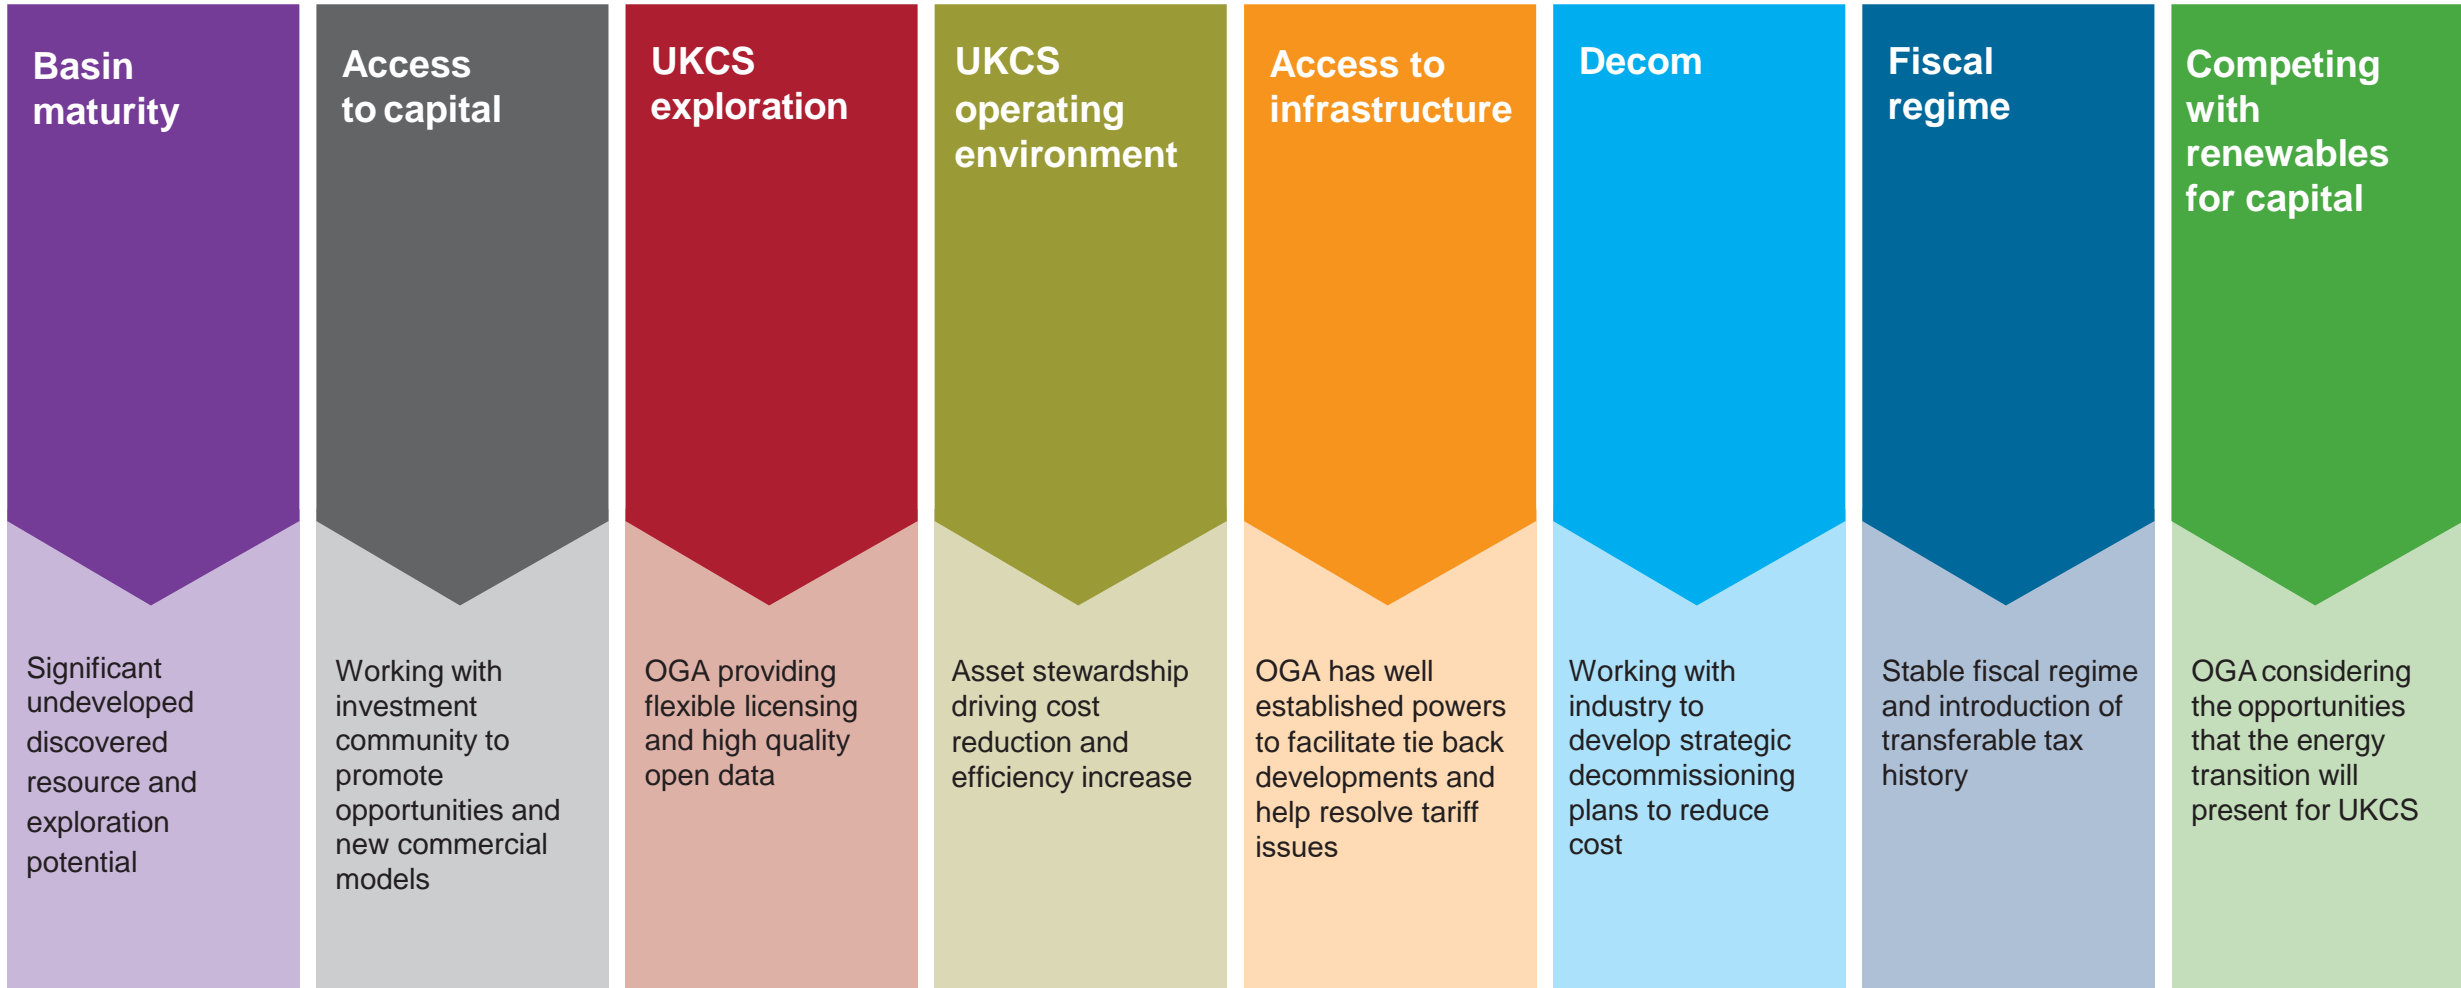 Basin
maturity
Significant
undeveloped
discovered
resource and
exploration
potential
Access
to capital
Working with
investment
community to
promote
opportunities and
new commercial
models
UKCS
exploration
OGA providing
flexible licensing
and high quality
open data
UKCS
operating
environment
Asset stewardship
driving cost
reduction and
efficiency increase
Access to
infrastructure
OGA has well
established powers
to facilitate tie back
developments and
help resolve tariff
issues
Decom
Working with
industry to
develop strategic
decommissioning
plans to reduce
cost
Fiscal
regime
Stable fiscal regime
and introduction of
transferable tax
history
Competing
with
renewables
for capital
OGA considering
the opportunities
that the energy
transition will
present for UKCS